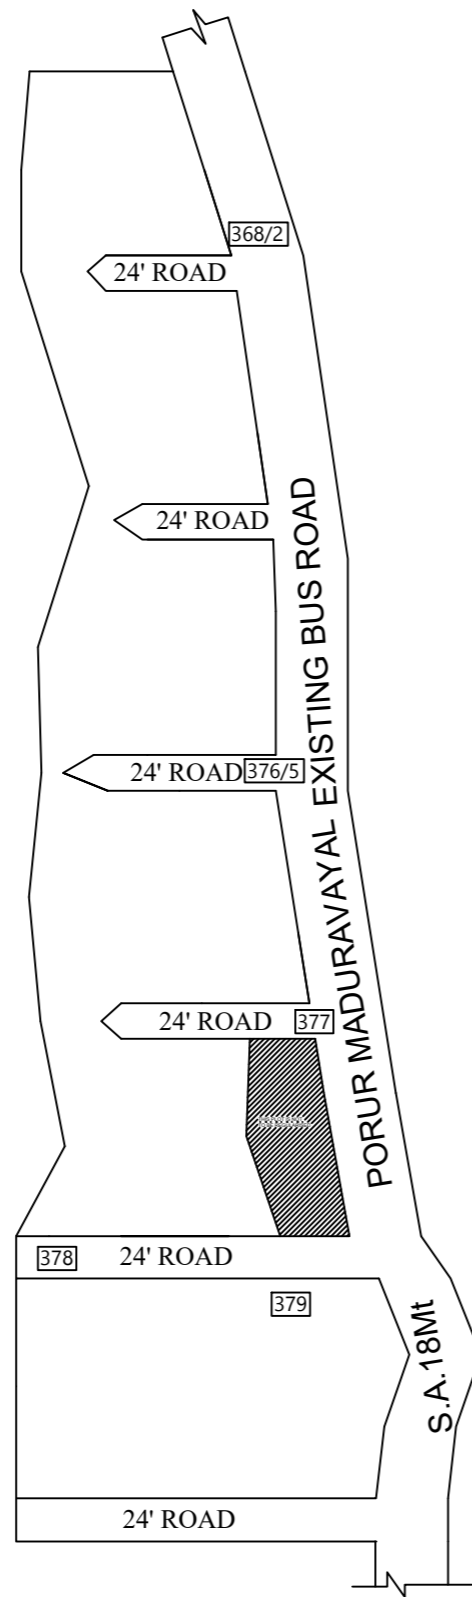 368/2
24' ROAD
24' ROAD
PORUR MADURAVAYAL EXISTING BUS ROAD
24' ROAD
376/5
24' ROAD
377
378
24' ROAD
379
S.A.18Mt
24' ROAD